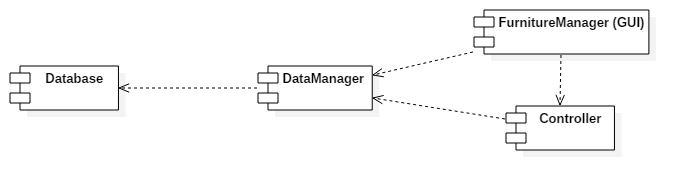 FurnitureManager (GUI)
Database
DataManager
Controller